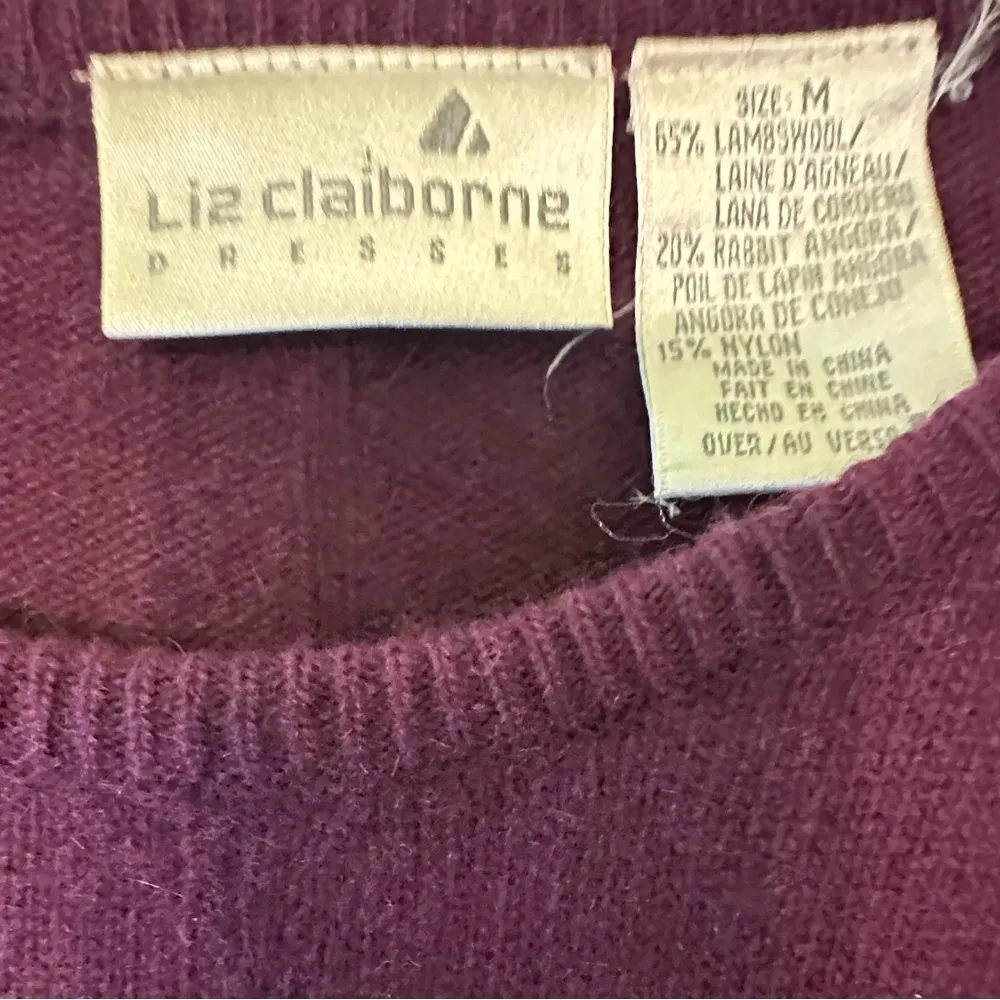 Liz claiborne
DRESSES
SIZE: M
65% LAMBSWOOL/
LAINE D'AGNEAU/
LANA DE CORDERO
20% RABBIT ANGORA/
POIL DE LAPIN ANGORA
ANGORA DE CONEJO
15% NYLON
MADE IN CHINA
FAIT EN CHINE
HECHO EN CHINA
OVER/AU VERSO